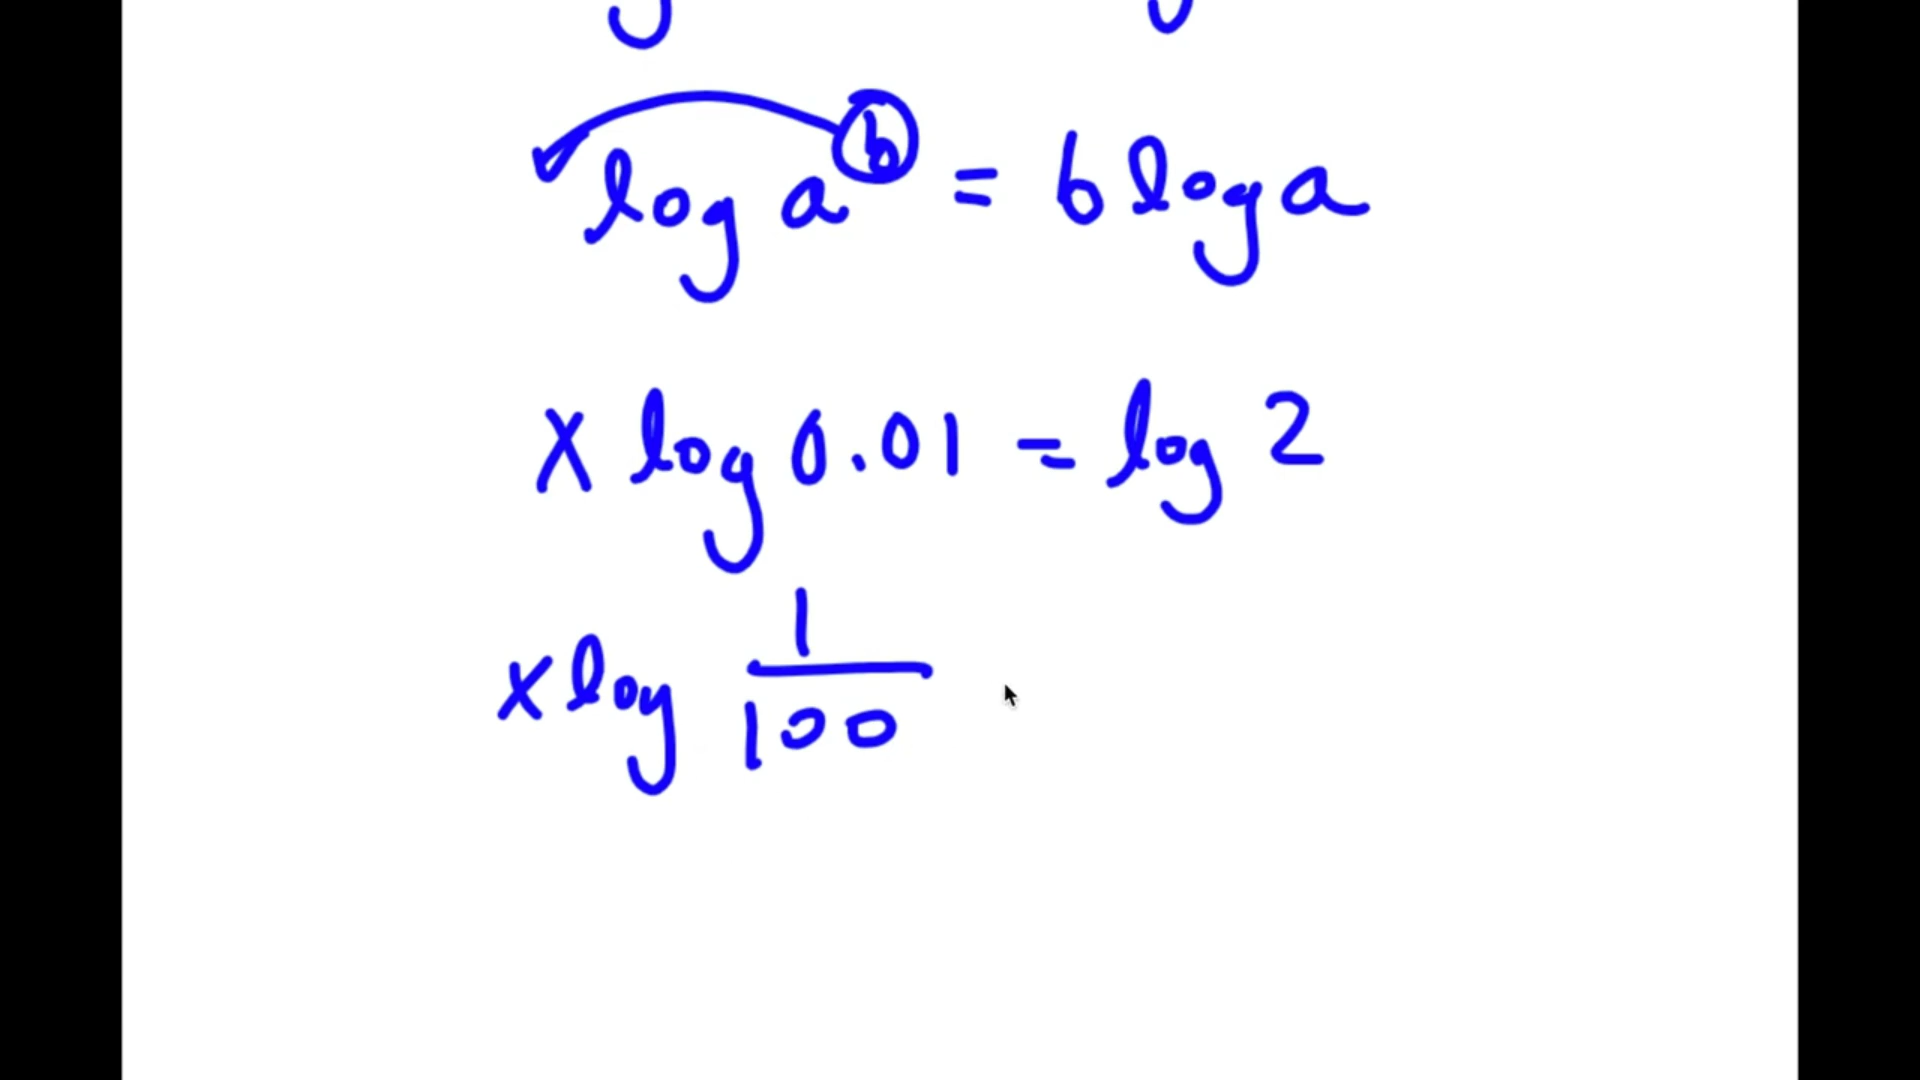 log a^b = b log a
x log 0.01 = log 2
x log 1/100